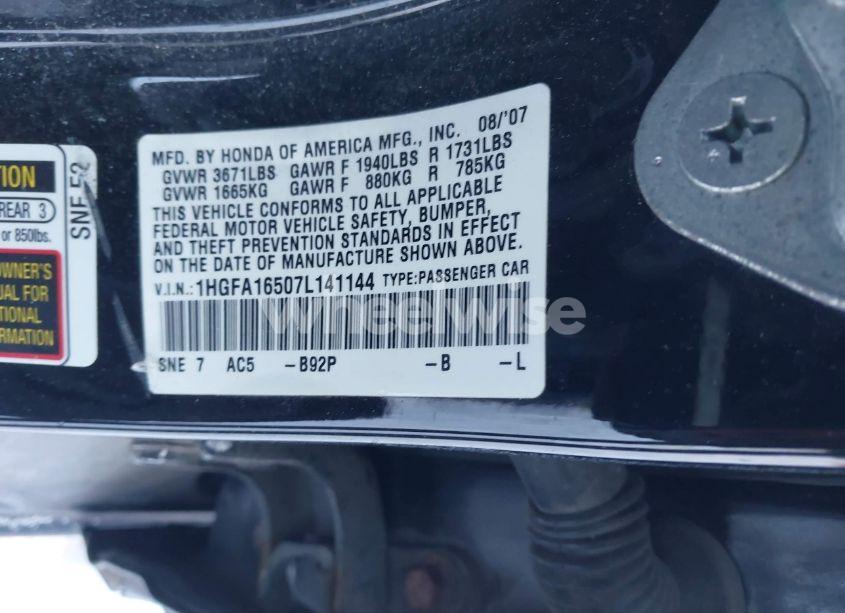 MFD. BY HONDA OF AMERICA MFG., INC. 08/'07
GVWR 3671LBS GAWR F 1940LBS R 1731LBS
GVWR 1665KG GAWR F 880KG R 785KG
THIS VEHICLE CONFORMS TO ALL APPLICABLE
FEDERAL MOTOR VEHICLE SAFETY, BUMPER,
AND THEFT PREVENTION STANDARDS IN EFFECT
ON THE DATE OF MANUFACTURE SHOWN ABOVE.
V.I.N.:1HGFA16507L141144 TYPE:PASSENGER CAR
wheelwise
SNE 7 AC5 -B92P -B -L
TION
REAR 3
or 850lbs.
OWNER'S
UAL FOR
TIONAL
FORMATION
SNE 52